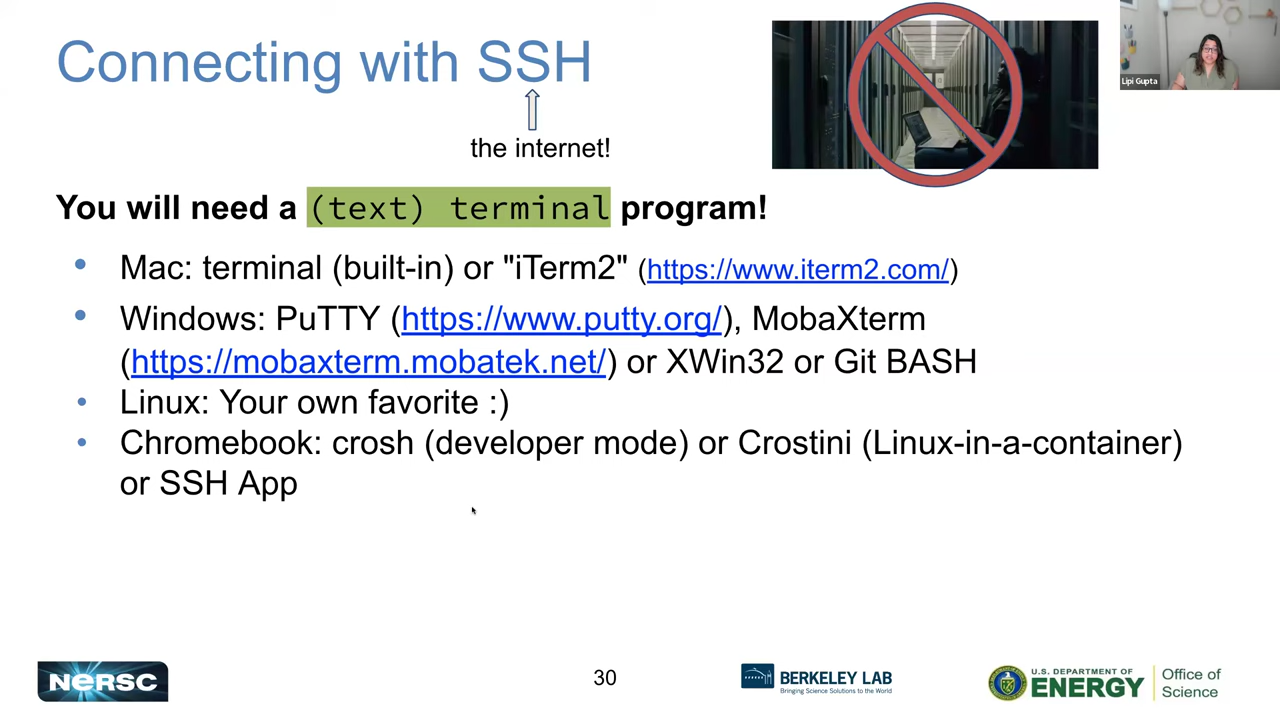 Connecting with SSH
the internet!
Lipi Gupta
You will need a (text) terminal program!
• Mac: terminal (built-in) or "iTerm2" (https://www.iterm2.com/)
• Windows: PuTTY (https://www.putty.org/), MobaXterm
(https://mobaxterm.mobatek.net/) or XWin32 or Git BASH
• Linux: Your own favorite :)
• Chromebook: crosh (developer mode) or Crostini (Linux-in-a-container)
or SSH App
NERSC
30
BERKELEY LAB
Bringing Science Solutions to the World
U.S. DEPARTMENT OF
ENERGY
Office of
Science